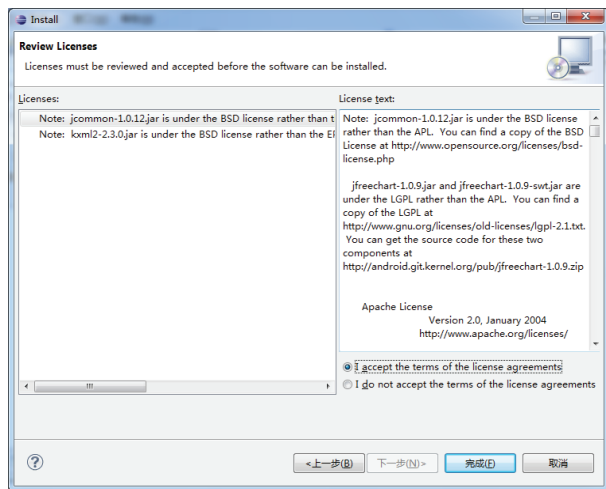 Install
Review Licenses
Licenses must be reviewed and accepted before the software can be installed.
Licenses:
Note: jcommon-1.0.12.jar is under the BSD license rather than t
Note: kxml2-2.3.0.jar is under the BSD license rather than the El
License text:
Note: jcommon-1.0.12.jar is under the BSD license
rather than the APL. You can find a copy of the BSD
License at http://www.opensource.org/licenses/bsd-
license.php
jfreechart-1.0.9.jar and jfreechart-1.0.9-swt.jar are
under the LGPL rather than the APL. You can find a
copy of the LGPL at
http://www.gnu.org/licenses/old-licenses/lgpl-2.1.txt.
You can get the source code for these two
components at
http://android.git.kernel.org/pub/jfreechart-1.0.9.zip
Apache License
Version 2.0, January 2004
http://www.apache.org/licenses/
I accept the terms of the license agreements
I do not accept the terms of the license agreements
<上一步(B)
下一步(N)>
完成(F)
取消